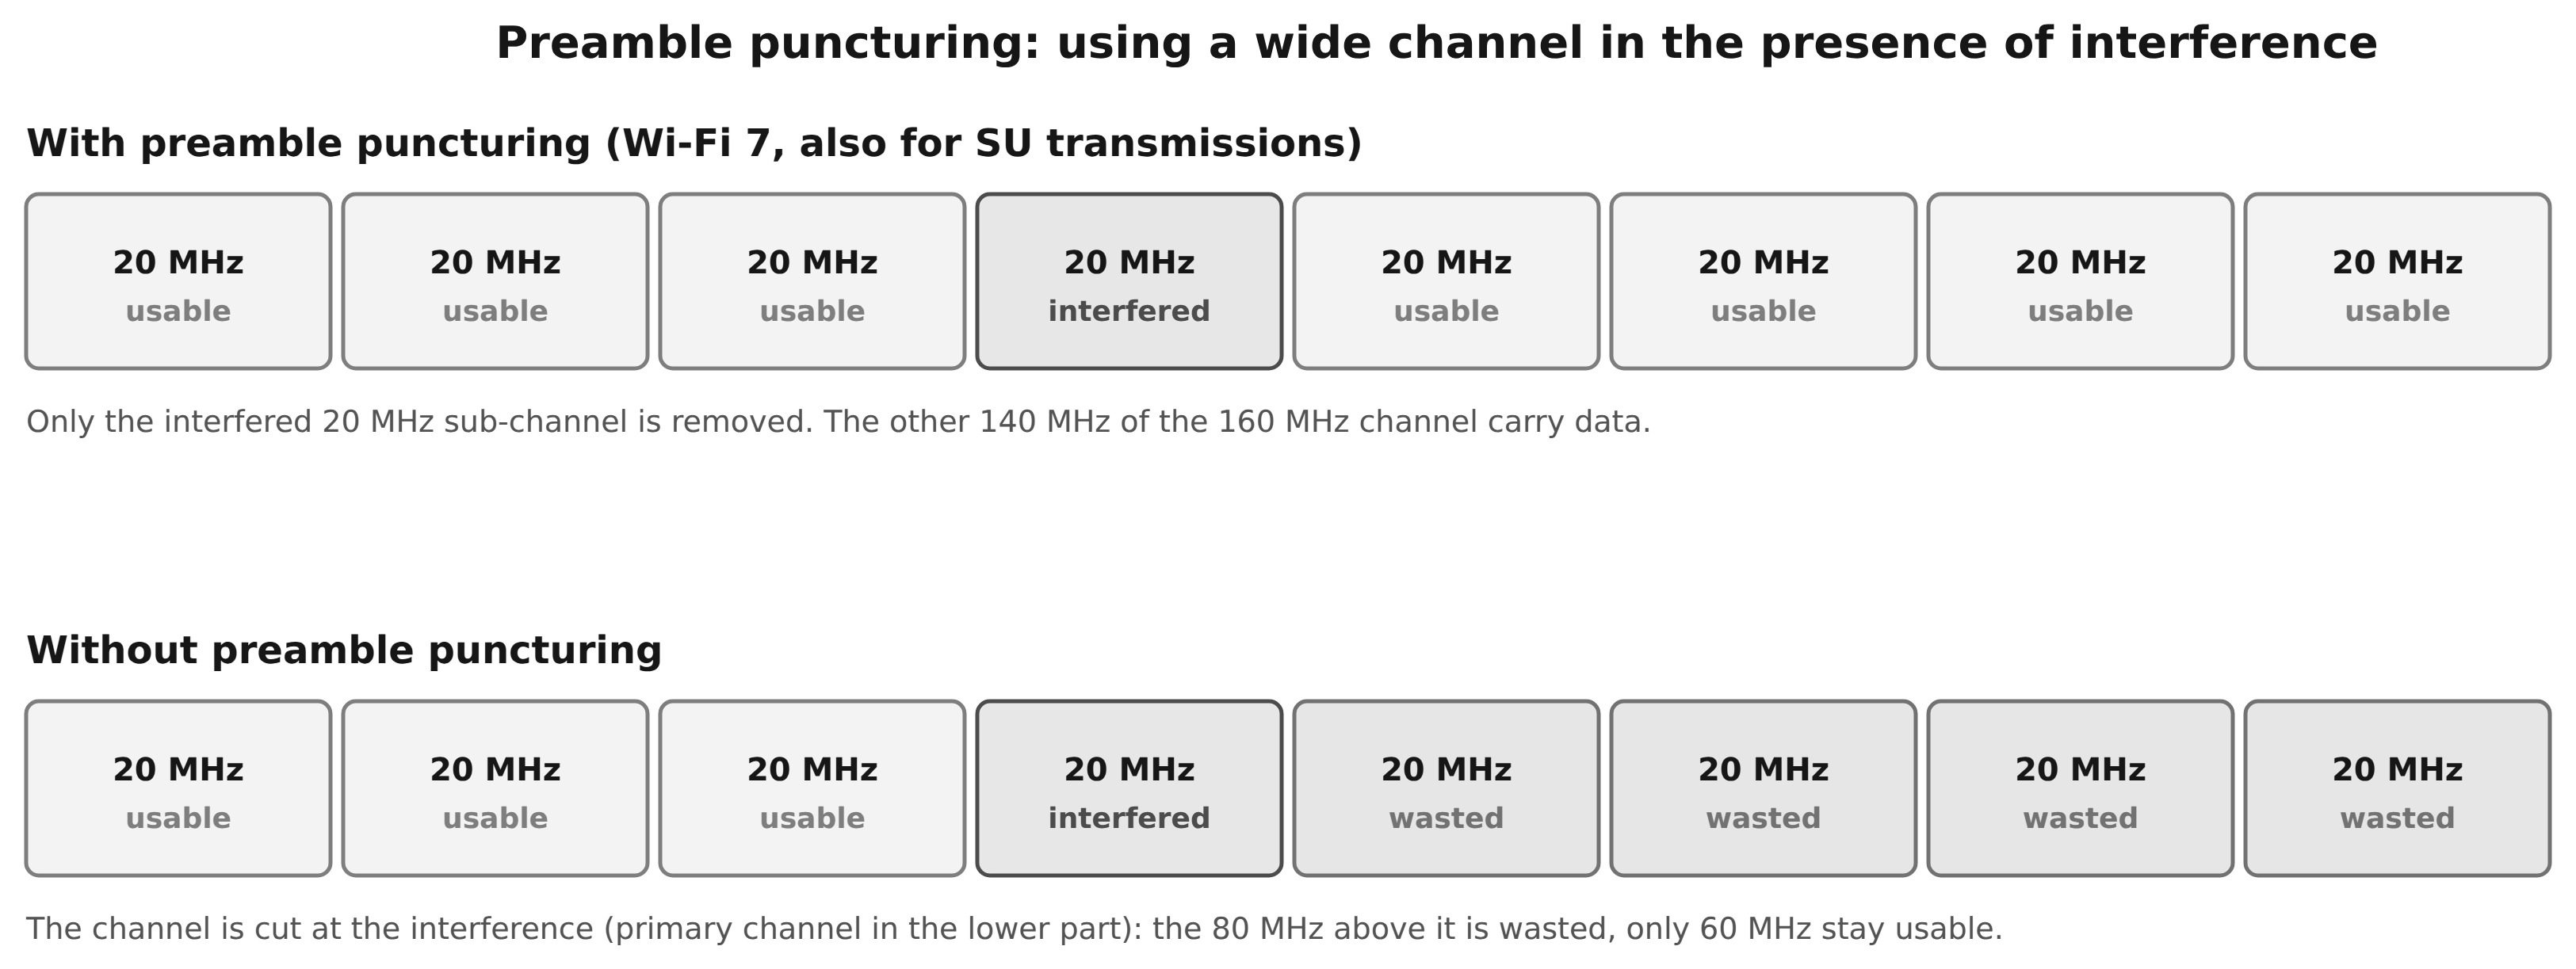 Preamble puncturing: using a wide channel in the presence of interference
With preamble puncturing (Wi-Fi 7, also for SU transmissions)
20 MHz
usable
20 MHz
usable
20 MHz
usable
20 MHz
interfered
20 MHz
usable
20 MHz
usable
20 MHz
usable
20 MHz
usable
Only the interfered 20 MHz sub-channel is removed. The other 140 MHz of the 160 MHz channel carry data.
Without preamble puncturing
20 MHz
usable
20 MHz
usable
20 MHz
usable
20 MHz
interfered
20 MHz
wasted
20 MHz
wasted
20 MHz
wasted
20 MHz
wasted
The channel is cut at the interference (primary channel in the lower part): the 80 MHz above it is wasted, only 60 MHz stay usable.